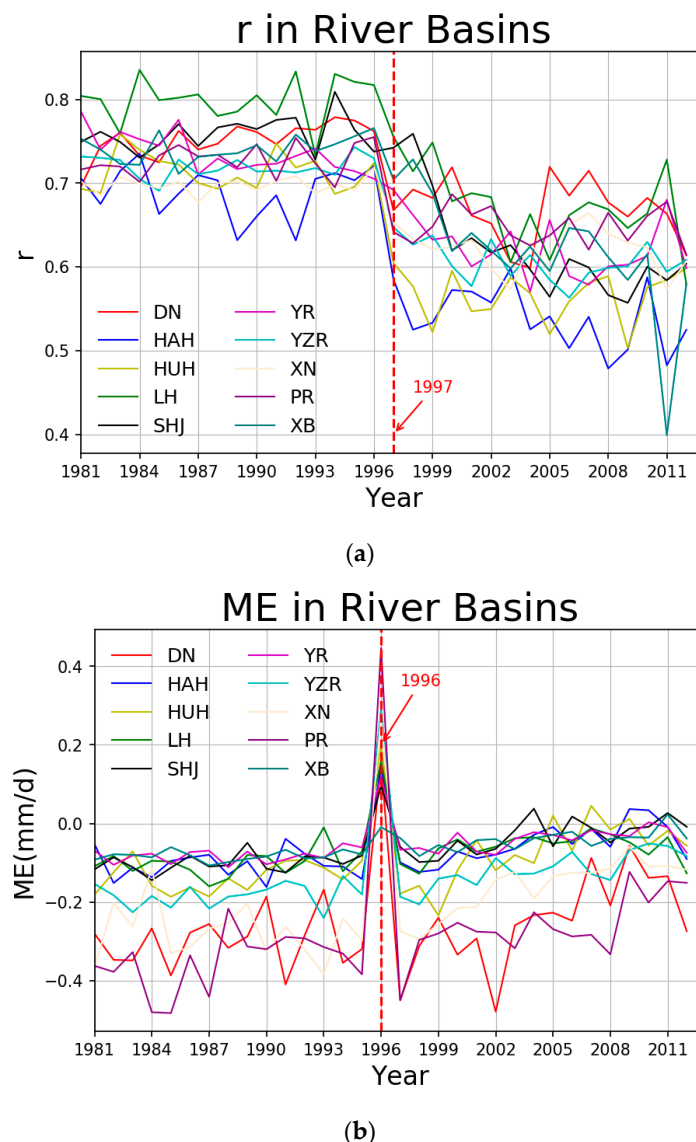 r in River Basins
0.8
0.7
0.6
0.5
0.4
r
DN YR
HAH YZR
HUH XN
LH PR
SHJ XB
1997
1981 1984 1987 1990 1993 1996 1999 2002 2005 2008 2011
Year
(a)
ME in River Basins
0.4
0.2
0.0
−0.2
−0.4
ME(mm/d)
DN YR
HAH YZR
HUH XN
LH PR
SHJ XB
1996
1981 1984 1987 1990 1993 1996 1999 2002 2005 2008 2011
Year
(b)